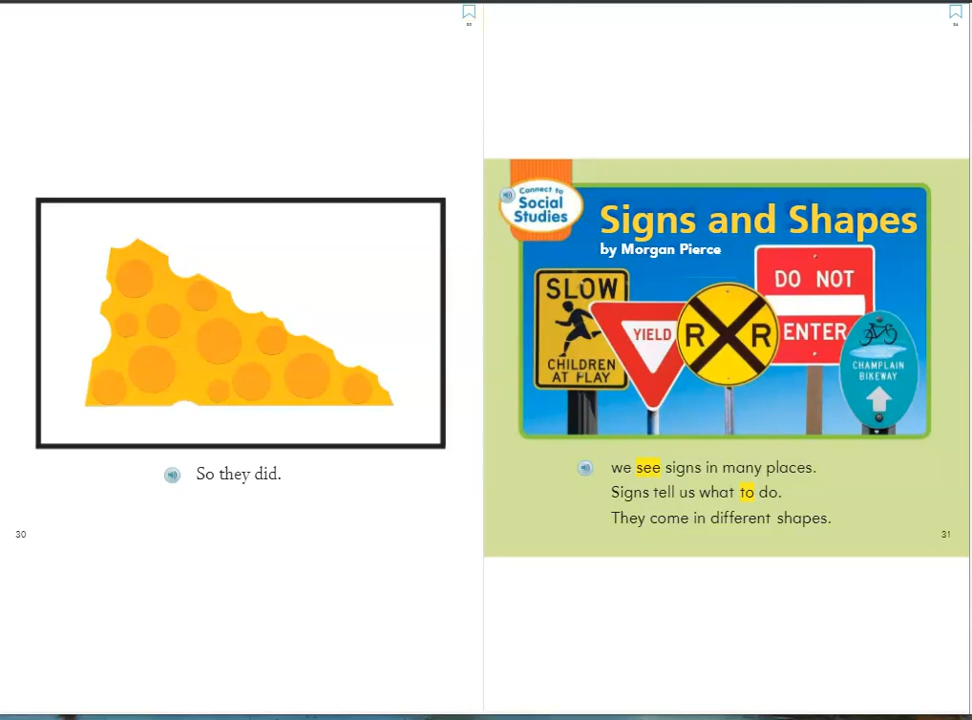 So they did.
30
Connect to
Social
Studies
Signs and Shapes
by Morgan Pierce
SLOW
CHILDREN
AT PLAY
YIELD
R R
DO NOT
ENTER
CHAMPLAIN
BIKEWAY
we see signs in many places.
Signs tell us what to do.
They come in different shapes.
31